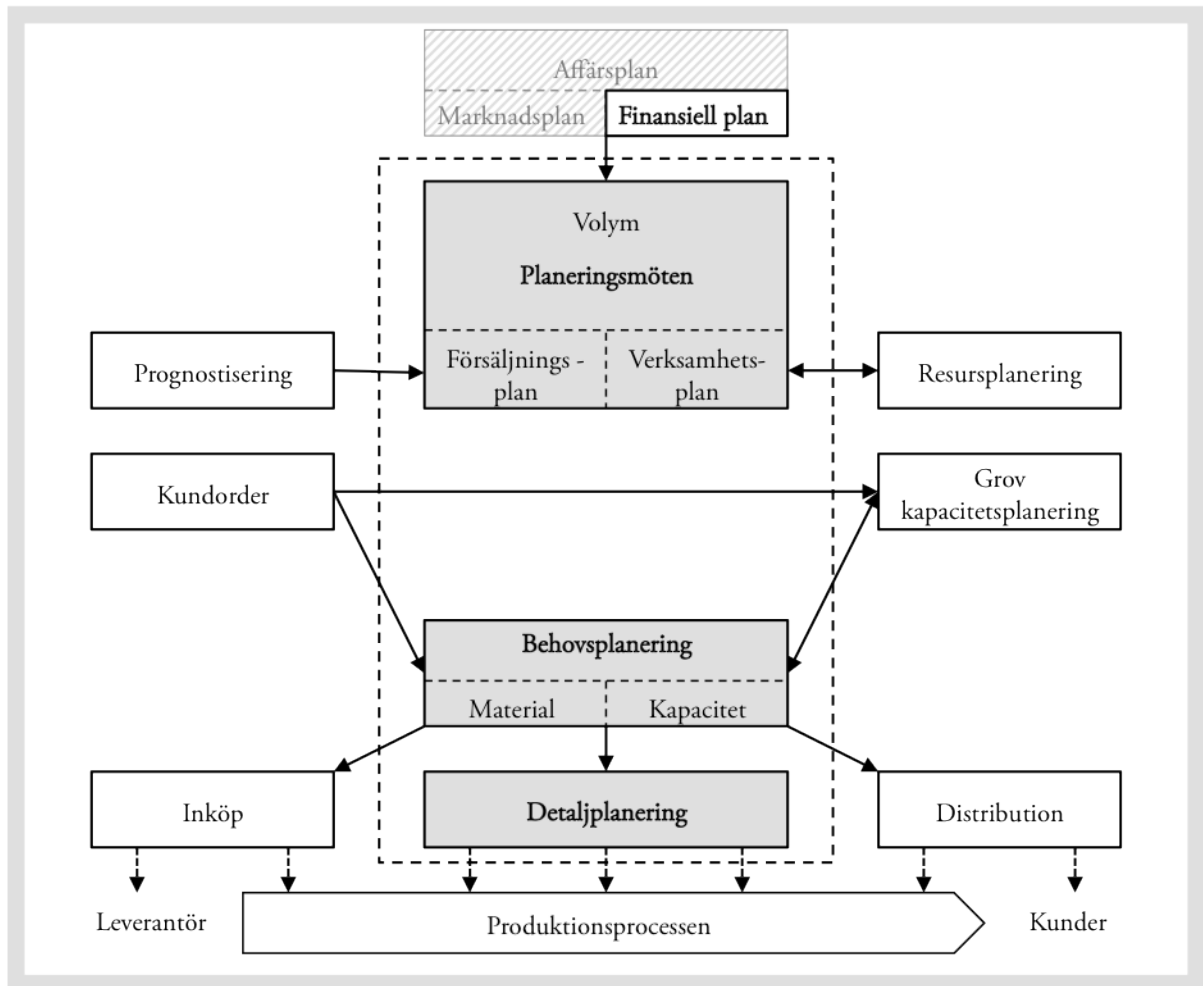 Affärsplan
Marknadsplan
Finansiell plan
Volym
Planeringsmöten
Prognostisering
Försäljnings -
plan
Verksamhets-
plan
Resursplanering
Kundorder
Grov
kapacitetsplanering
Behovsplanering
Material
Kapacitet
Inköp
Detaljplanering
Distribution
Leverantör
Produktionsprocessen
Kunder